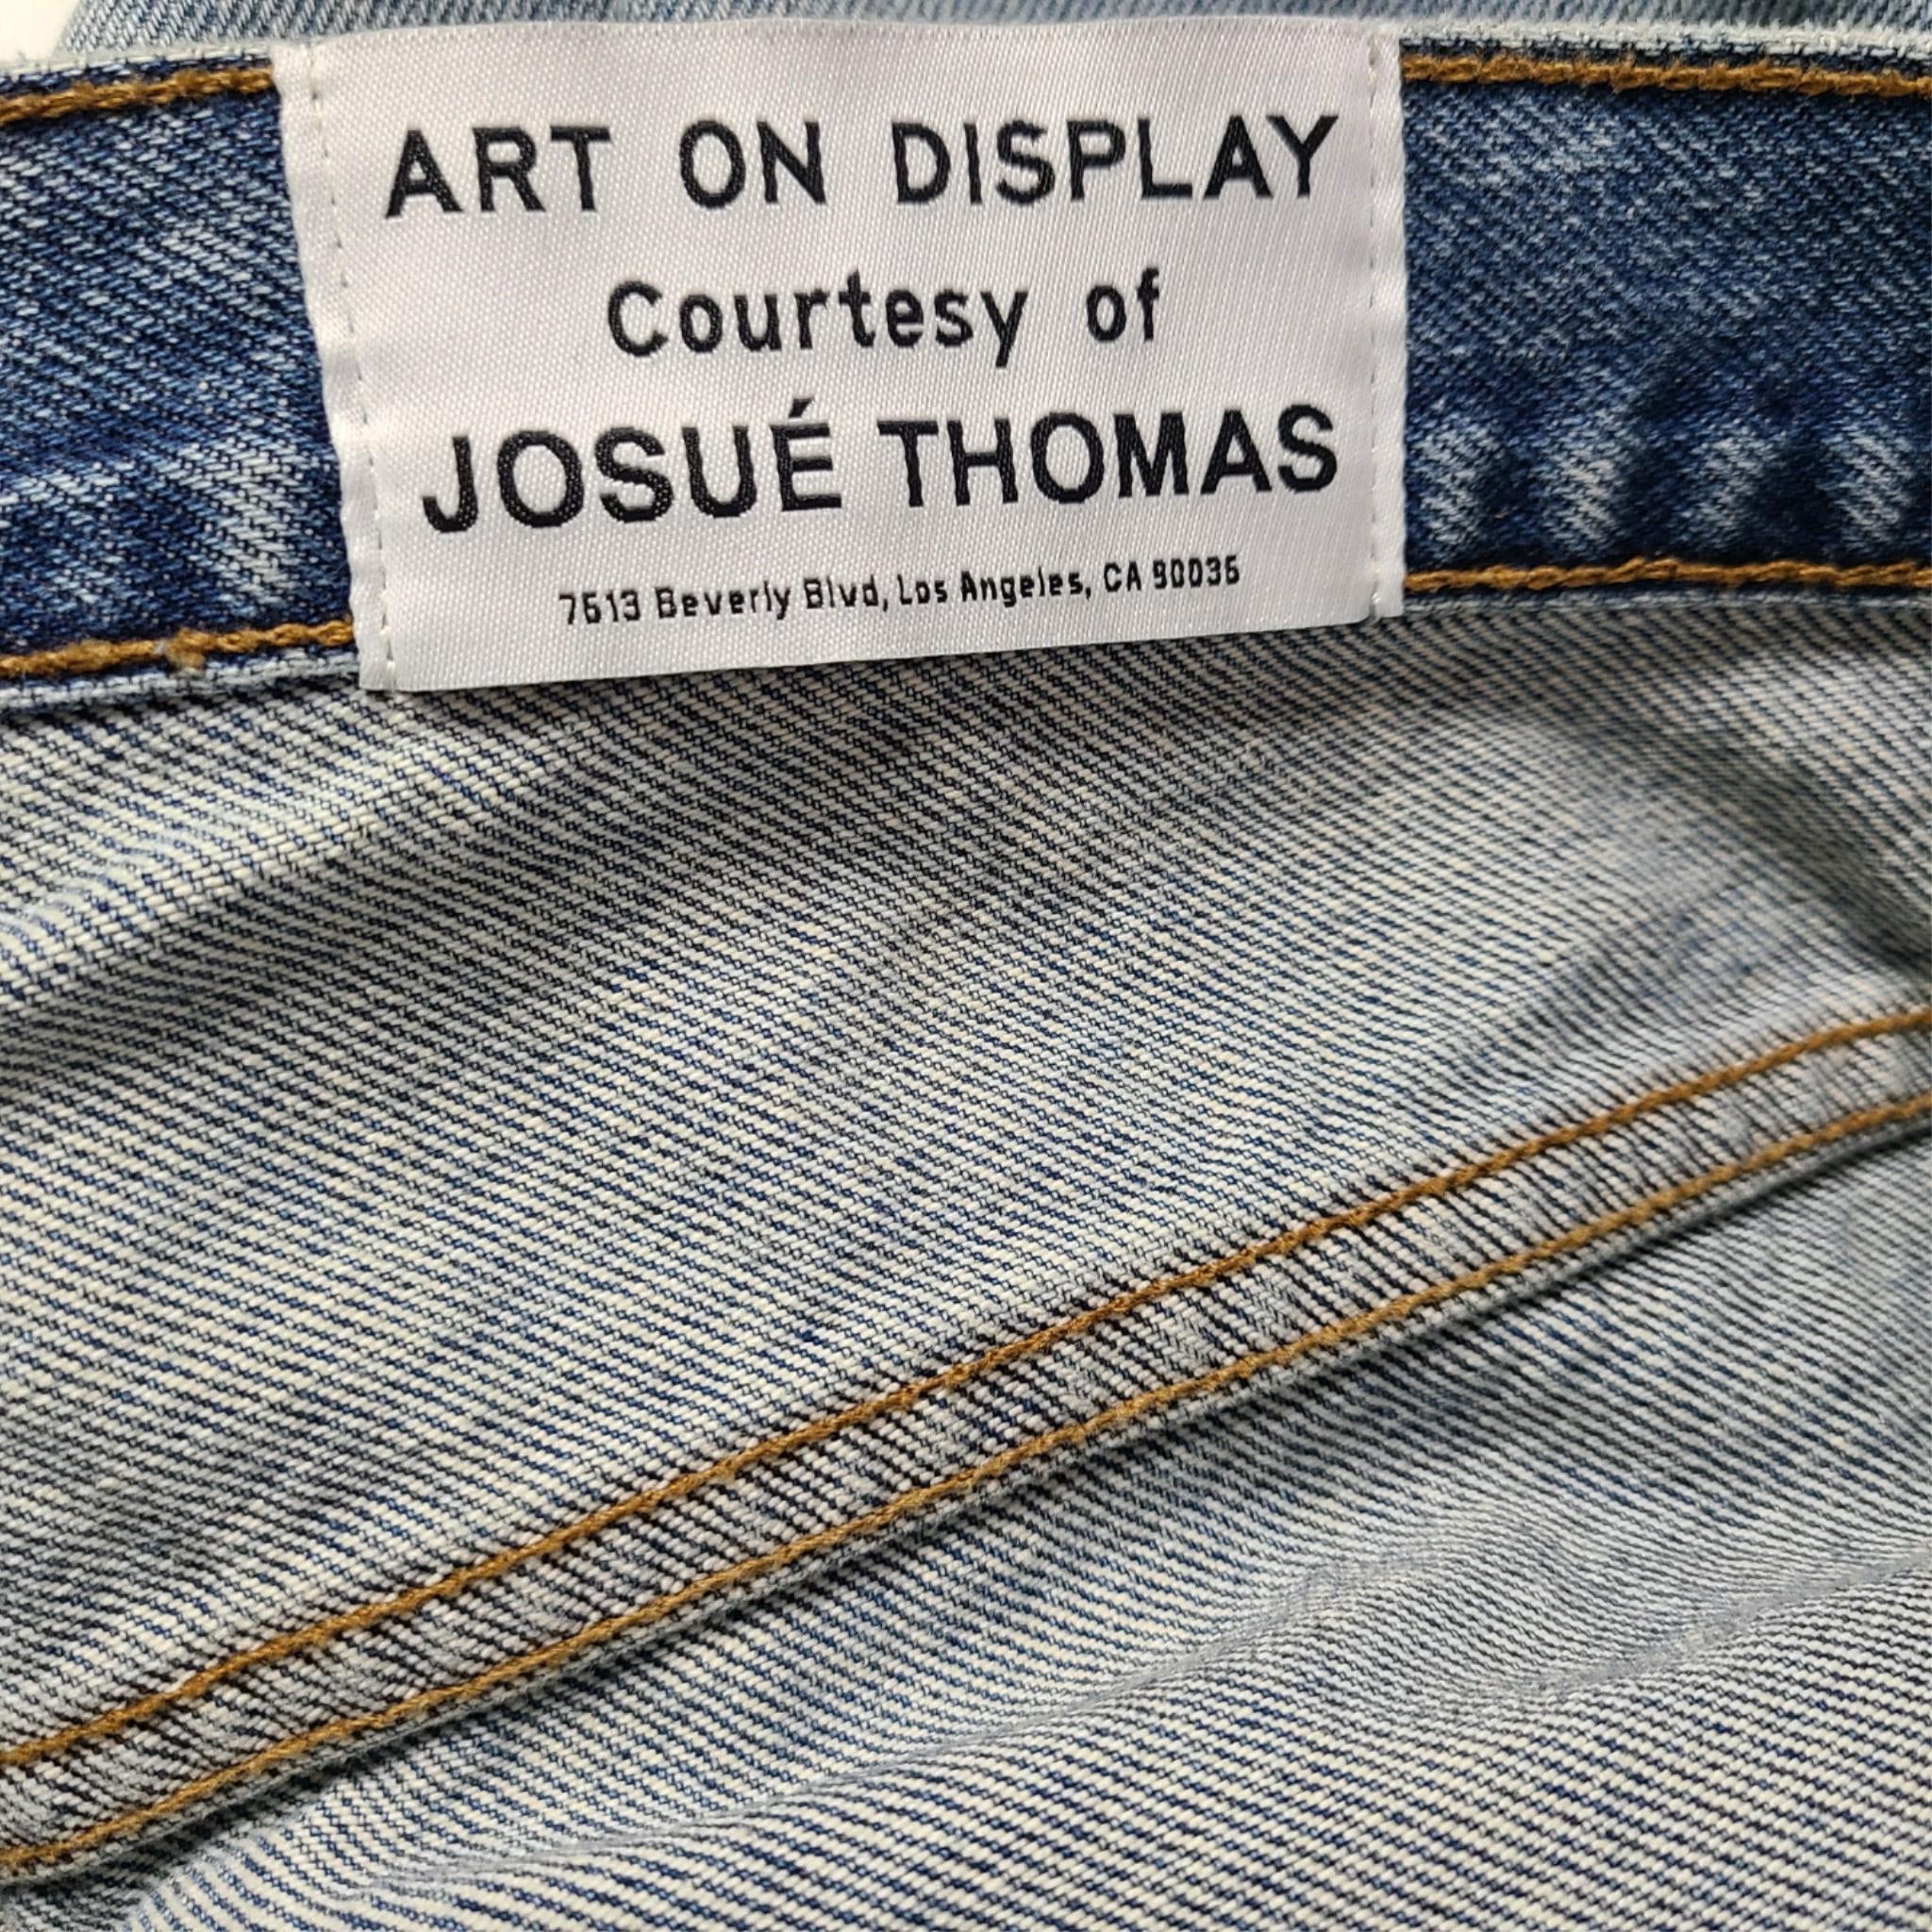 ART ON DISPLAY
Courtesy of
JOSUÉ THOMAS
7613 Beverly Blvd, Los Angeles, CA 90036